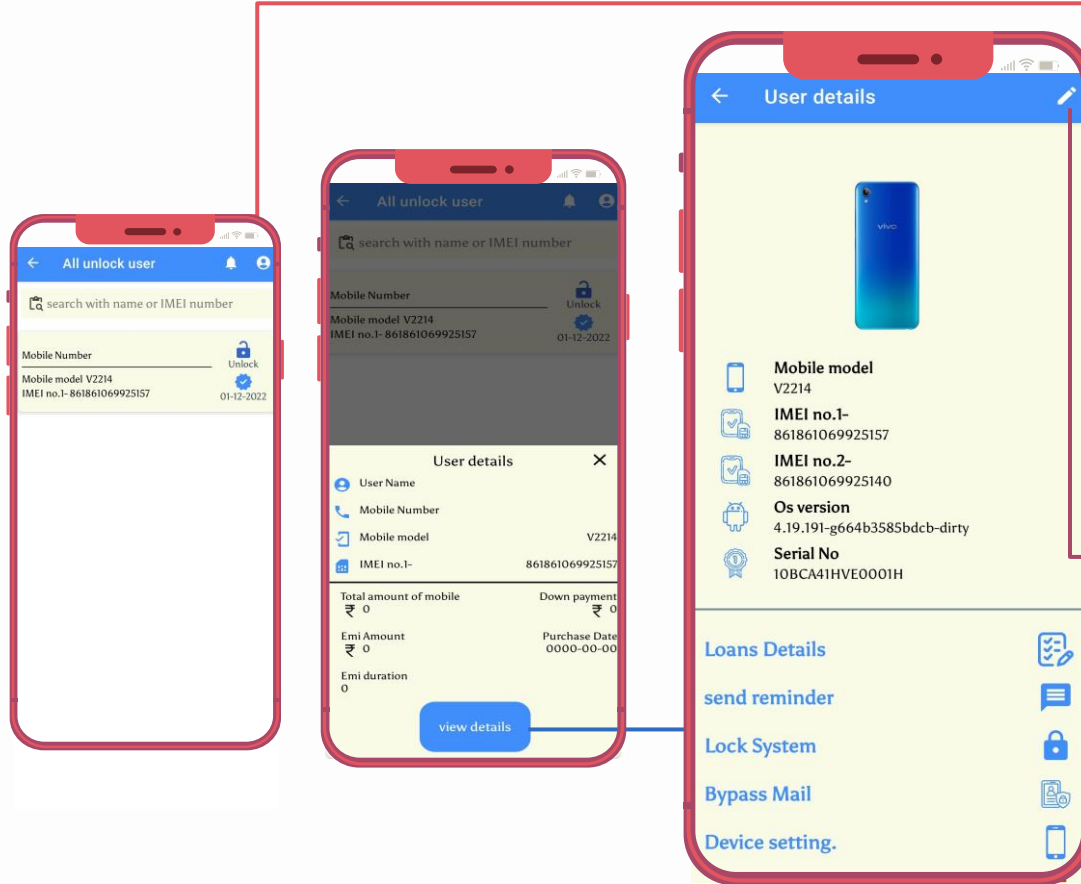 All unlock user
search with name or IMEI number
Mobile Number
Unlock
Mobile model V2214
IMEI no.1- 861861069925157
01-12-2022
All unlock user
search with name or IMEI number
Mobile Number
Unlock
Mobile model V2214
IMEI no.1- 861861069925157
01-12-2022
User details
User Name
Mobile Number
Mobile model V2214
IMEI no.1- 861861069925157
Total amount of mobile Down payment
₹ 0 ₹ 0
Emi Amount Purchase Date
₹ 0 0000-00-00
Emi duration
0
view details
User details
vivo
Mobile model
V2214
IMEI no.1-
861861069925157
IMEI no.2-
861861069925140
Os version
4.19.191-g664b3585bdcb-dirty
Serial No
10BCA41HVE0001H
Loans Details
send reminder
Lock System
Bypass Mail
Device setting.